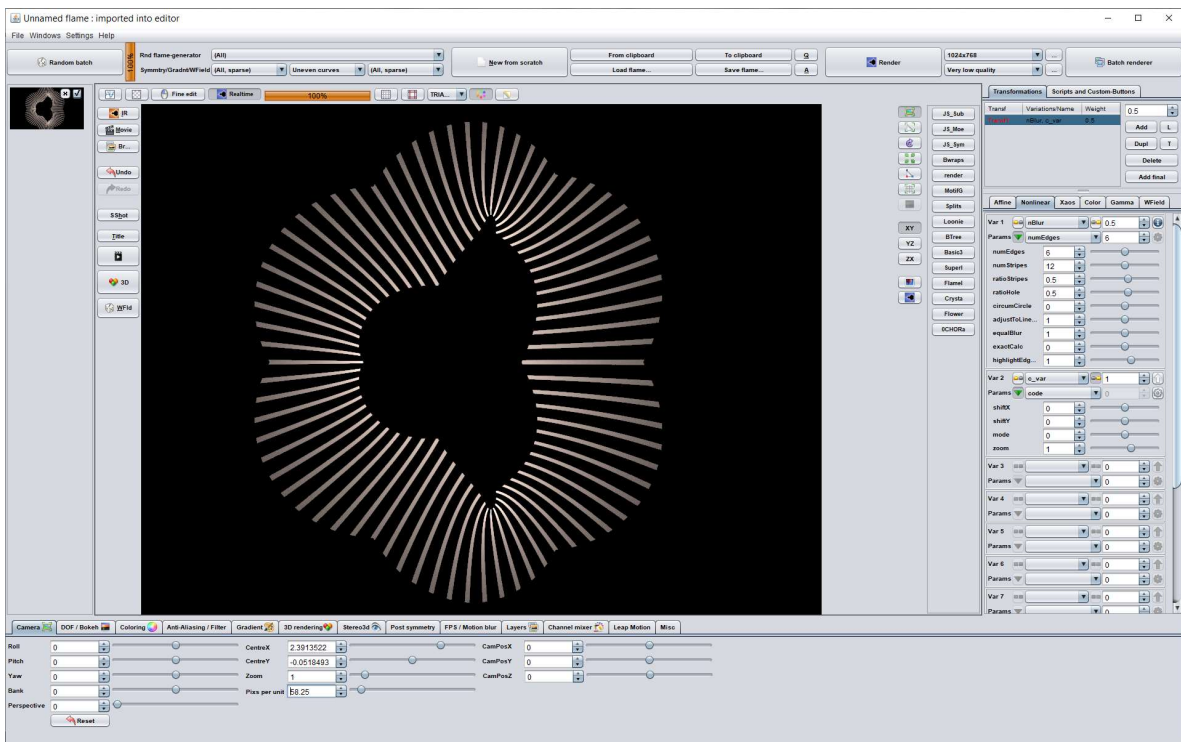 Unnamed flame : imported into editor
File Windows Settings Help
Random batch
100%
Rnd flame-generator (All)
Symmtry/Gradnt/WField (All, sparse) Uneven curves (All, sparse)
New from scratch
From clipboard To clipboard
Load flame... Save flame...
Render
1024x768 ...
Very low quality ...
Batch renderer
Fine edit Realtime 100% TRIA...
IR
Movie
Br...
Undo
Redo
SShot
Title
3D
WFld
XY
YZ
ZX
JS_Sub
JS_Moe
JS_Sym
Bwraps
render
MotifG
Splits
Loonie
BTree
Basic3
SuperI
Flamel
Crysta
Flower
0CHORa
Transformations Scripts and Custom-Buttons
Transf Variations/Name Weight
Transf1 nBlur, c_var 0.5
0.5
Add L
Dupl T
Delete
Add final
Affine Nonlinear Xaos Color Gamma WField
Var 1 nBlur 0.5
Params numEdges 6
numEdges 6
numStripes 12
ratioStripes 0.5
ratioHole 0.5
circumCircle 0
adjustToLine... 1
equalBlur 1
exactCalc 0
highlightEdg... 1
Var 2 c_var 1
Params code 0
shiftX 0
shiftY 0
mode 0
zoom 1
Var 3 0
Params 0
Var 4 0
Params 0
Var 5 0
Params 0
Var 6 0
Params 0
Var 7 0
Params 0
Camera DOF / Bokeh Coloring Anti-Aliasing / Filter Gradient 3D rendering Stereo3d Post symmetry FPS / Motion blur Layers Channel mixer Leap Motion Misc
Roll 0 CentreX 2.3913522 CamPosX 0
Pitch 0 CentreY -0.0518493 CamPosY 0
Yaw 0 Zoom 1 CamPosZ 0
Bank 0 Pixs per unit 58.25
Perspective 0
Reset